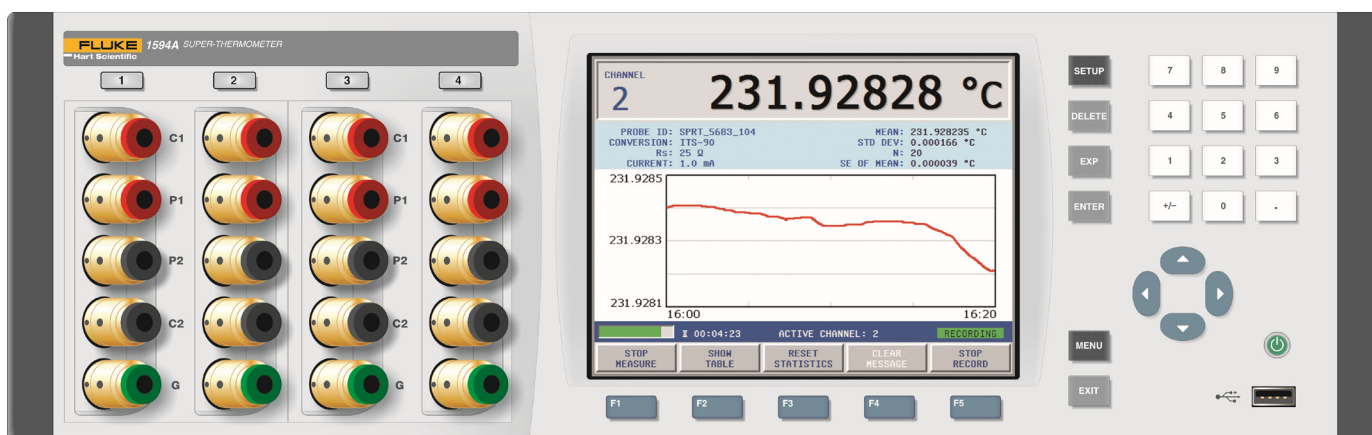 FLUKE 1594A SUPER-THERMOMETER
Hart Scientific
1 2 3 4
C1 C1
P1 P1
P2 P2
C2 C2
G G
CHANNEL
2 231.92828 °C
PROBE ID: SPRT_5683_104 MEAN: 231.928235 °C
CONVERSION: ITS-90 STD DEV: 0.000166 °C
Rs: 25 Ω N: 20
CURRENT: 1.0 mA SE OF MEAN: 0.000039 °C
231.9285
231.9283
231.9281
16:00 16:20
00:04:23 ACTIVE CHANNEL: 2 RECORDING
STOP MEASURE
SHOW TABLE
RESET STATISTICS
CLEAR MESSAGE
STOP RECORD
F1 F2 F3 F4 F5
SETUP 7 8 9
DELETE 4 5 6
EXP 1 2 3
ENTER +/− 0 .
MENU
EXIT